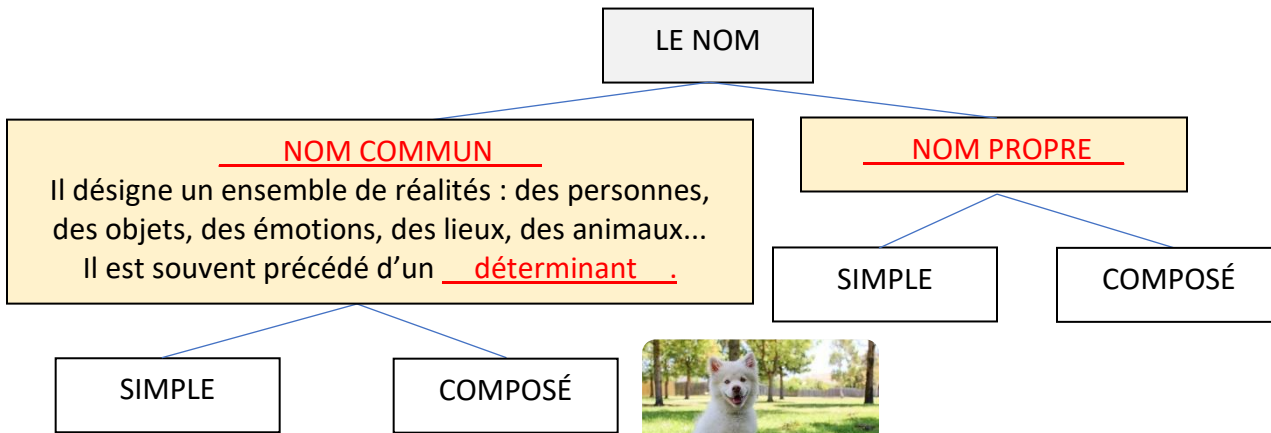 LE NOM
NOM COMMUN
Il désigne un ensemble de réalités : des personnes,
des objets, des émotions, des lieux, des animaux...
Il est souvent précédé d’un déterminant .
NOM PROPRE
SIMPLE
COMPOSÉ
SIMPLE
COMPOSÉ